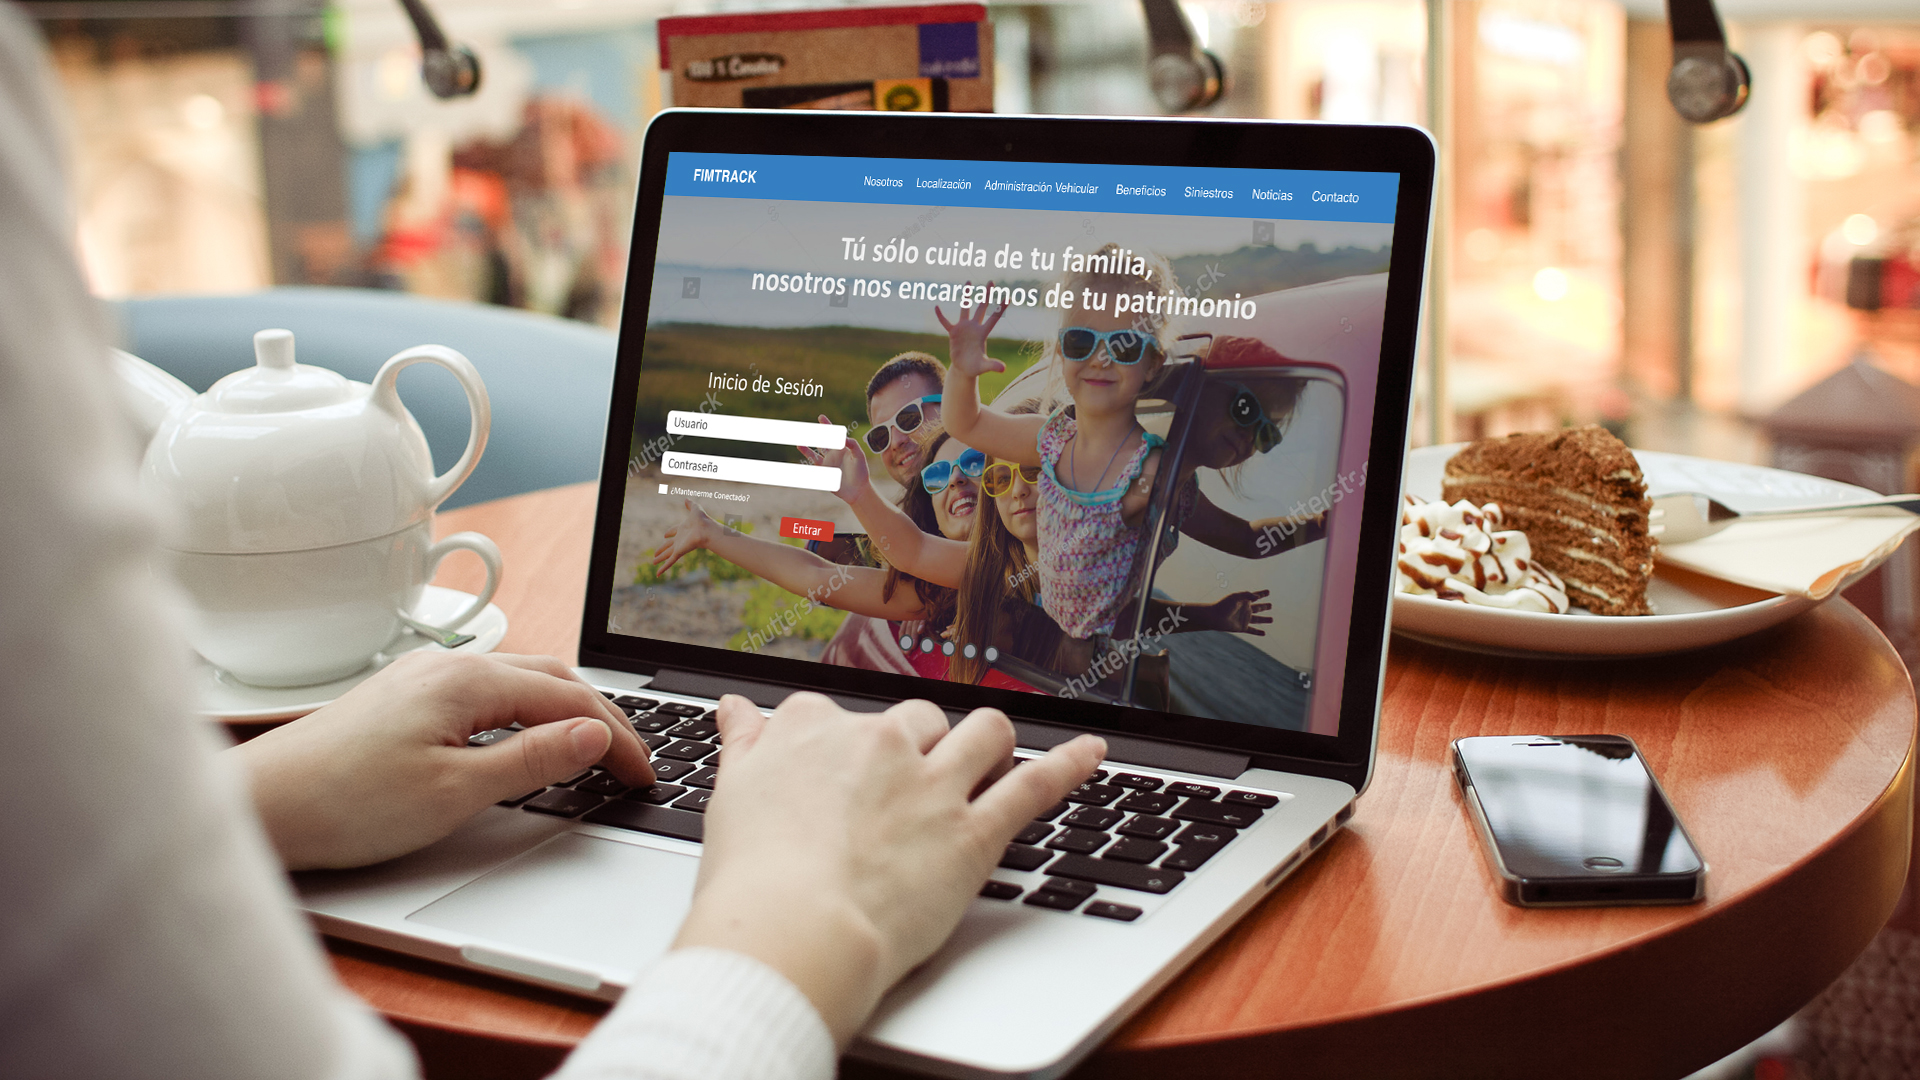 FIMTRACK
Nosotros Localización Administración Vehicular Beneficios Siniestros Noticias Contacto
Tú sólo cuida de tu familia,
nosotros nos encargamos de tu patrimonio
Inicio de Sesión
Usuario
Contraseña
¿Mantenerme Conectado?
Entrar
shutterstock
shutterstock
shutterstock
shutterstock
shutterstock